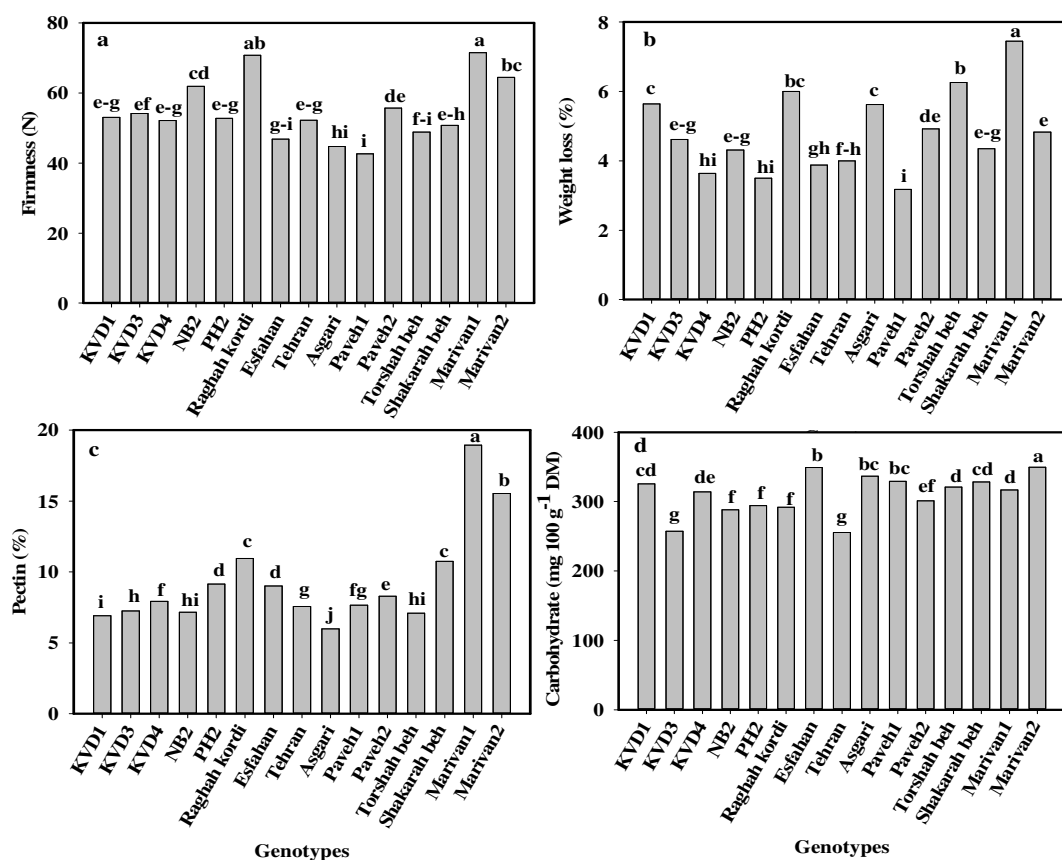 a
Firmness (N)
80
60
40
20
0
e-g
ef
e-g
cd
e-g
ab
g-i
e-g
hi
i
de
f-i
e-h
a
bc
KVD1
KVD3
KVD4
NB2
PH2
Raghah kordi
Esfahan
Tehran
Asgari
Paveh1
Paveh2
Torshah beh
Shakarah beh
Marivan1
Marivan2
b
Weight loss (%)
8
6
4
2
0
c
e-g
hi
e-g
hi
bc
gh
f-h
c
i
de
b
e-g
a
e
KVD1
KVD3
KVD4
NB2
PH2
Raghah kordi
Esfahan
Tehran
Asgari
Paveh1
Paveh2
Torshah beh
Shakarah beh
Marivan1
Marivan2
c
Pectin (%)
20
15
10
5
0
i
h
f
hi
d
c
d
g
j
fg
e
hi
c
a
b
KVD1
KVD3
KVD4
NB2
PH2
Raghah kordi
Esfahan
Tehran
Asgari
Paveh1
Paveh2
Torshah beh
Shakarah beh
Marivan1
Marivan2
Genotypes
d
Carbohydrate (mg 100 g-1 DM)
400
300
200
100
0
cd
g
de
f
f
f
b
g
bc
bc
ef
d
cd
d
a
KVD1
KVD3
KVD4
NB2
PH2
Raghah kordi
Esfahan
Tehran
Asgari
Paveh1
Paveh2
Torshah beh
Shakarah beh
Marivan1
Marivan2
Genotypes